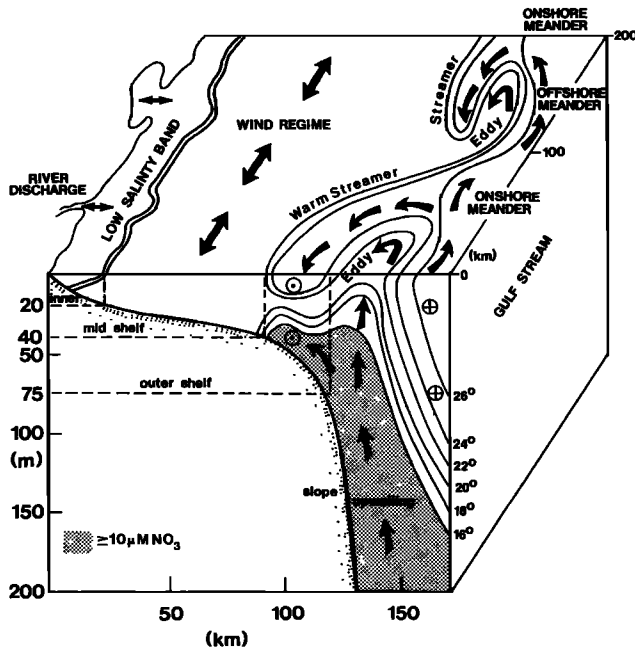 ONSHORE
MEANDER
200
Streamer
OFFSHORE
MEANDER
Eddy
WIND REGIME
100
RIVER
DISCHARGE
LOW SALINTY BAND
Warm Streamer
ONSHORE
MEANDER
Eddy
0
(km)
GULF STREAM
inner
20
mid shelf
40
50
outer shelf
75
26°
100
(m)
24°
22°
20°
slope
upwelling
18°
150
16°
≥10µM NO3
200
50
100
150
(km)